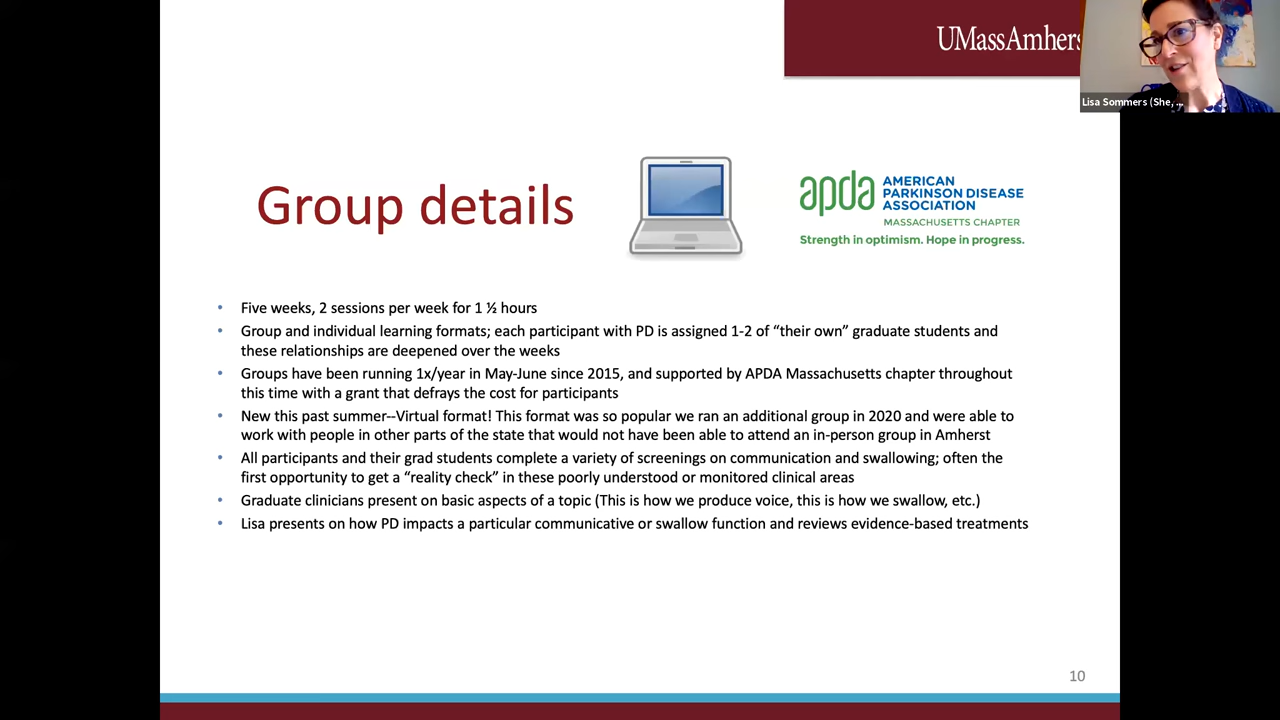 UMassAmhers
Lisa Sommers (She, ...
Group details
apda AMERICAN
PARKINSON DISEASE
ASSOCIATION
MASSACHUSETTS CHAPTER
Strength in optimism. Hope in progress.
• Five weeks, 2 sessions per week for 1 ½ hours
• Group and individual learning formats; each participant with PD is assigned 1-2 of “their own” graduate students and
these relationships are deepened over the weeks
• Groups have been running 1x/year in May-June since 2015, and supported by APDA Massachusetts chapter throughout
this time with a grant that defrays the cost for participants
• New this past summer--Virtual format! This format was so popular we ran an additional group in 2020 and were able to
work with people in other parts of the state that would not have been able to attend an in-person group in Amherst
• All participants and their grad students complete a variety of screenings on communication and swallowing; often the
first opportunity to get a “reality check” in these poorly understood or monitored clinical areas
• Graduate clinicians present on basic aspects of a topic (This is how we produce voice, this is how we swallow, etc.)
• Lisa presents on how PD impacts a particular communicative or swallow function and reviews evidence-based treatments
10